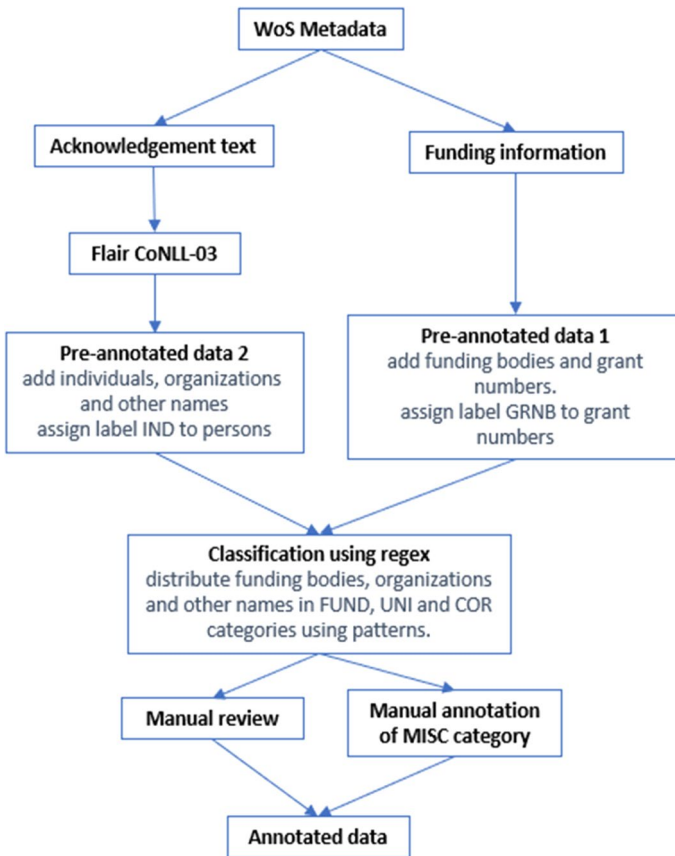 WoS Metadata
Acknowledgement text
Funding information
Flair CoNLL-03
Pre-annotated data 2
add individuals, organizations
and other names
assign label IND to persons
Pre-annotated data 1
add funding bodies and grant
numbers.
assign label GRNB to grant
numbers
Classification using regex
distribute funding bodies, organizations
and other names in FUND, UNI and COR
categories using patterns.
Manual review
Manual annotation
of MISC category
Annotated data